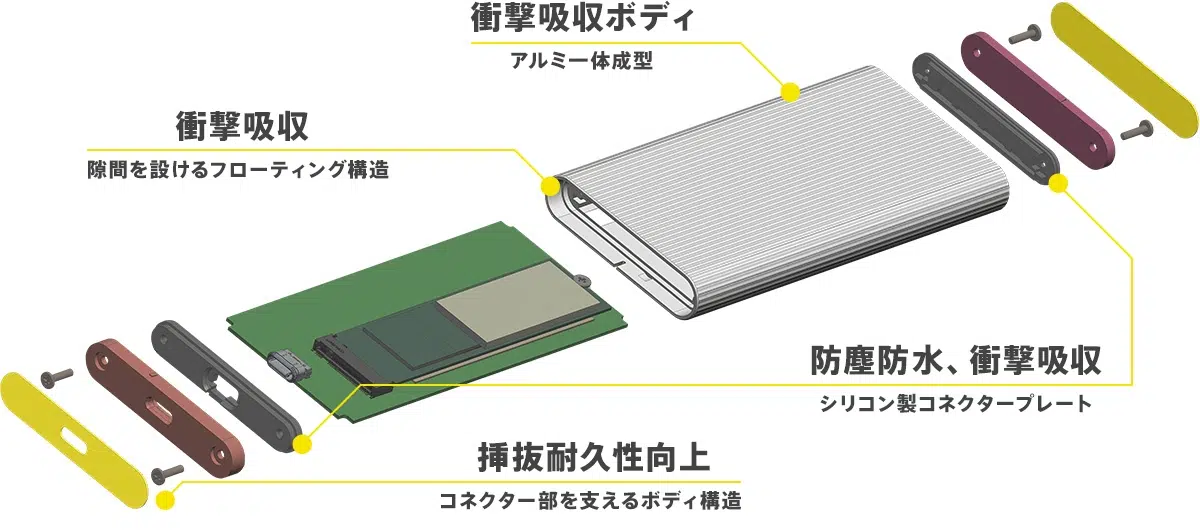 衝撃吸収ボディ
アルミ一体成型
衝撃吸収
隙間を設けるフローティング構造
防塵防水、衝撃吸収
シリコン製コネクタープレート
挿抜耐久性向上
コネクター部を支えるボディ構造